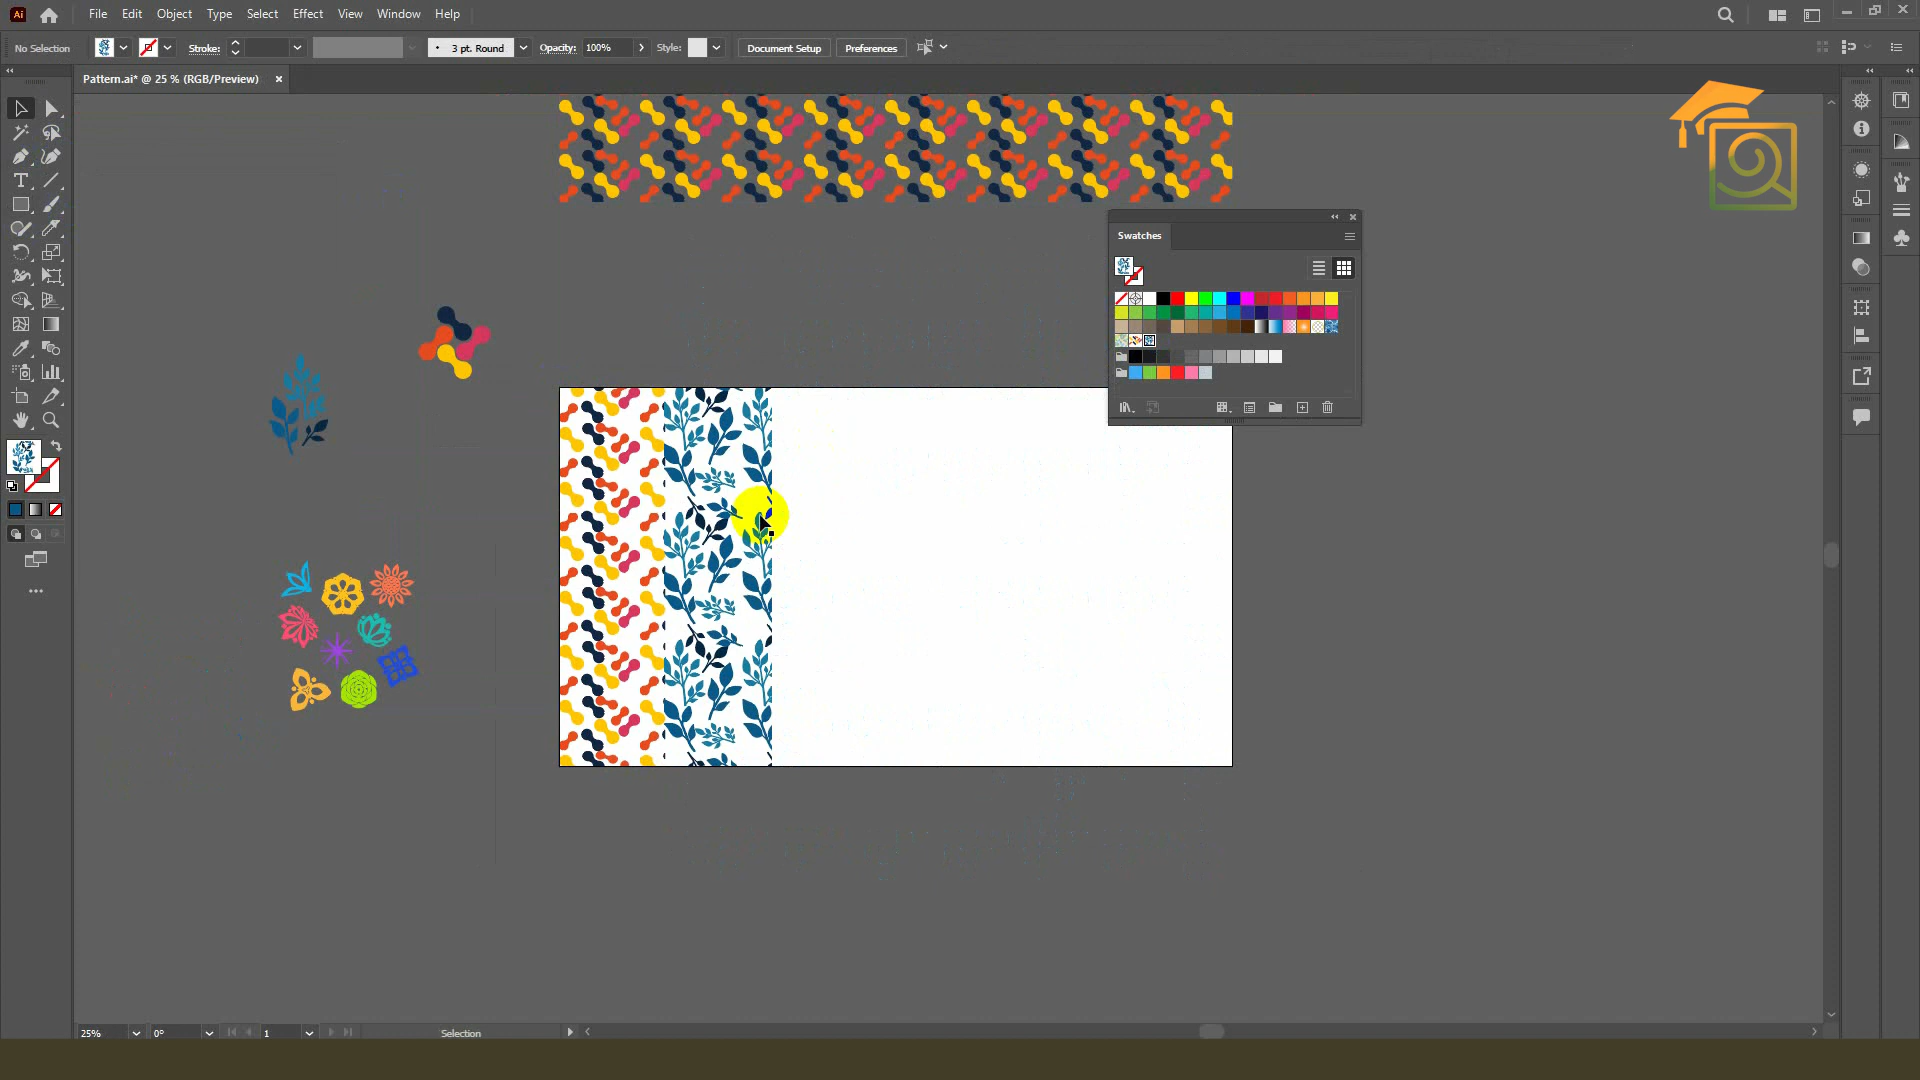 Ai File Edit Object Type Select Effect View Window Help
No Selection Stroke: 3 pt. Round Opacity: 100% Style: Document Setup Preferences
Pattern.ai* @ 25 % (RGB/Preview)
Swatches
25% 0° 1 Selection